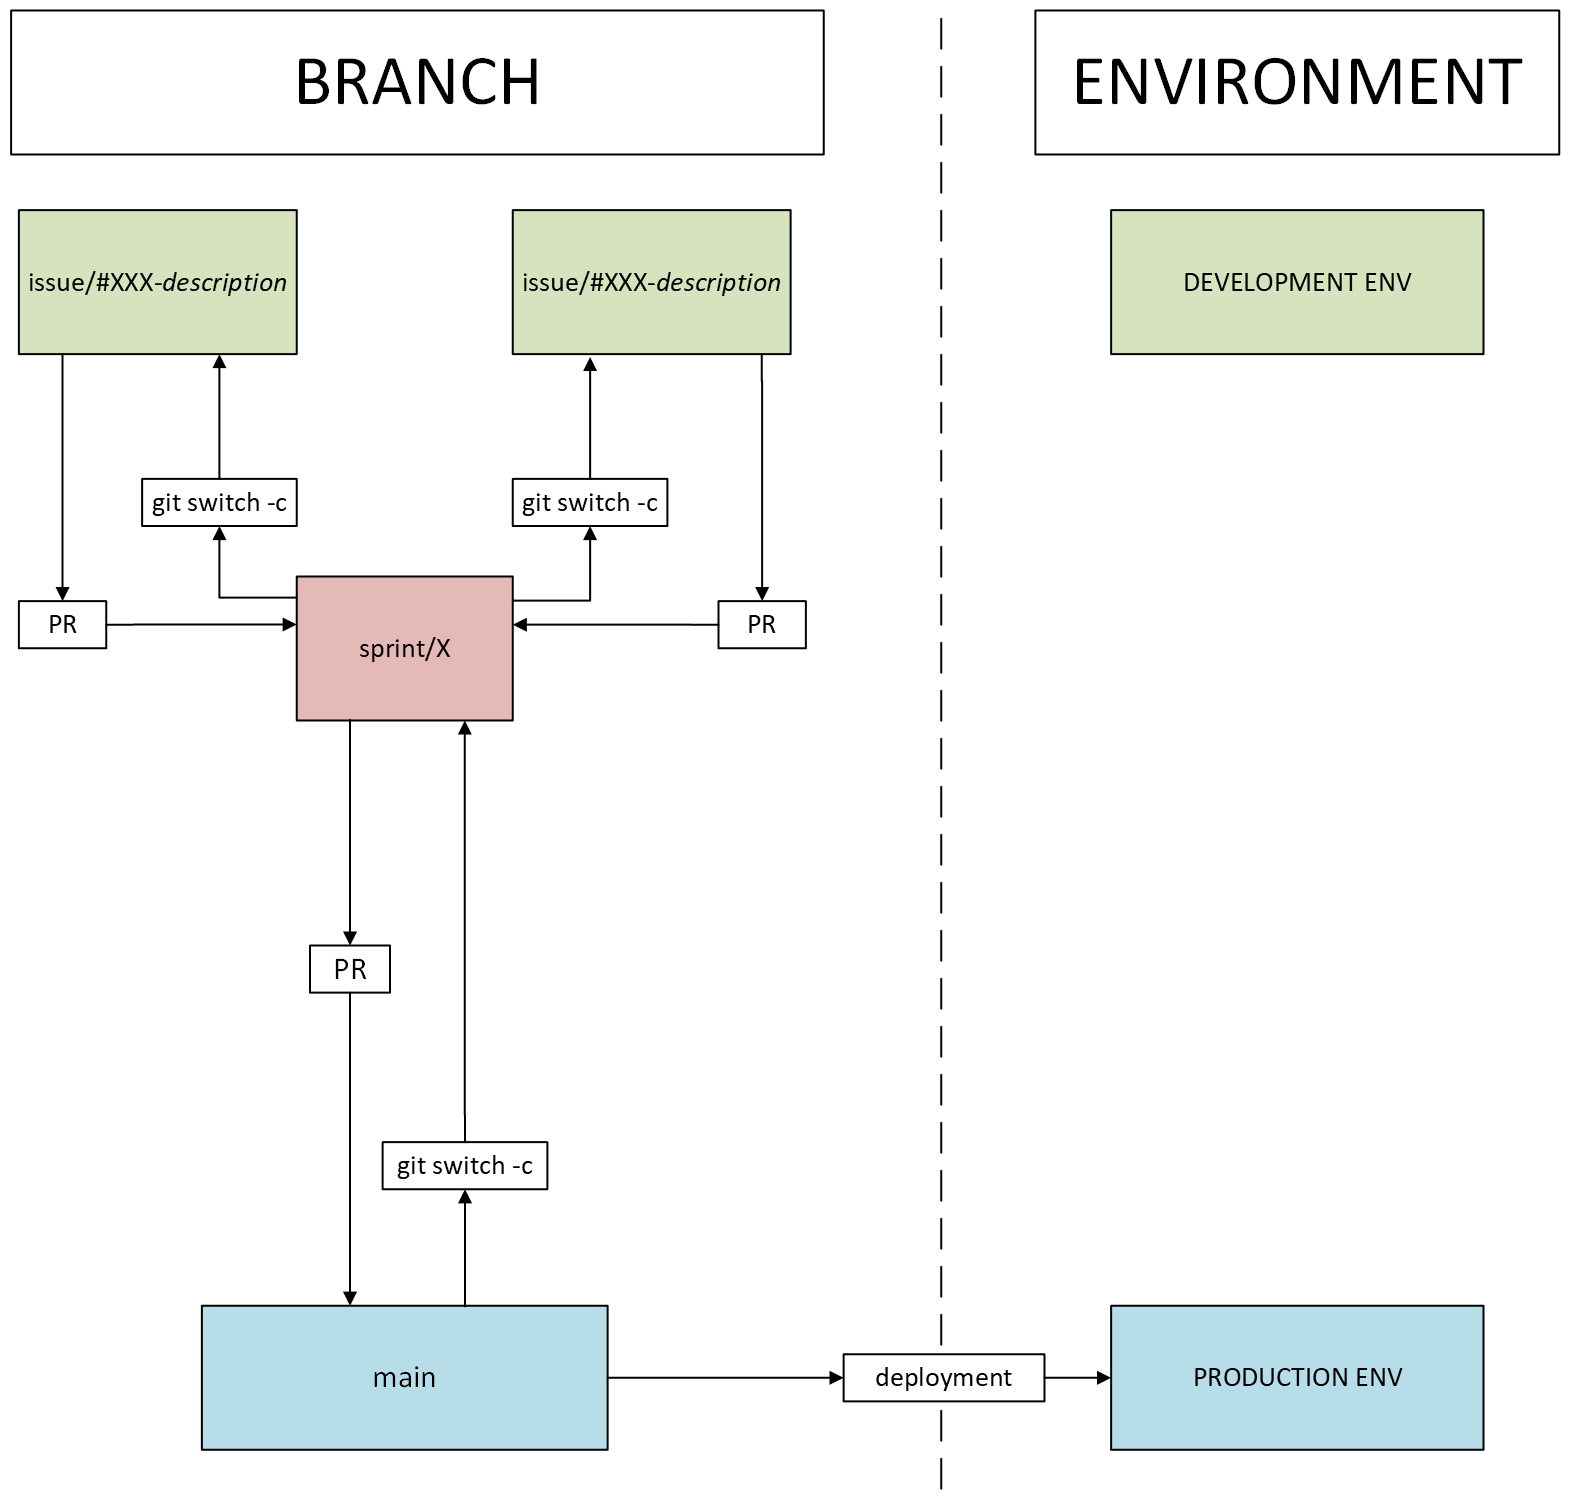 BRANCH
ENVIRONMENT
issue/#XXX-description
issue/#XXX-description
DEVELOPMENT ENV
git switch -c
git switch -c
PR
PR
sprint/X
PR
git switch -c
main
deployment
PRODUCTION ENV